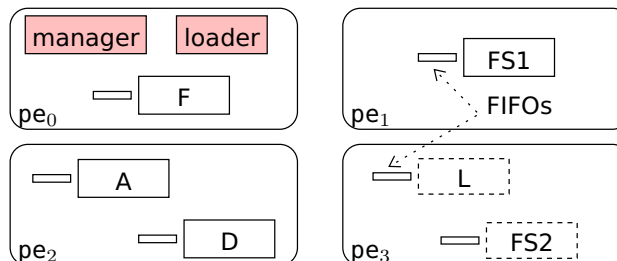 manager
loader
F
pe₀
FS1
FIFOs
pe₁
A
D
pe₂
L
FS2
pe₃